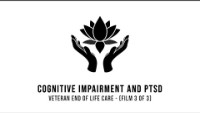 COGNITIVE IMPAIRMENT AND PTSD
VETERAN END OF LIFE CARE - (FILM 3 OF 3)